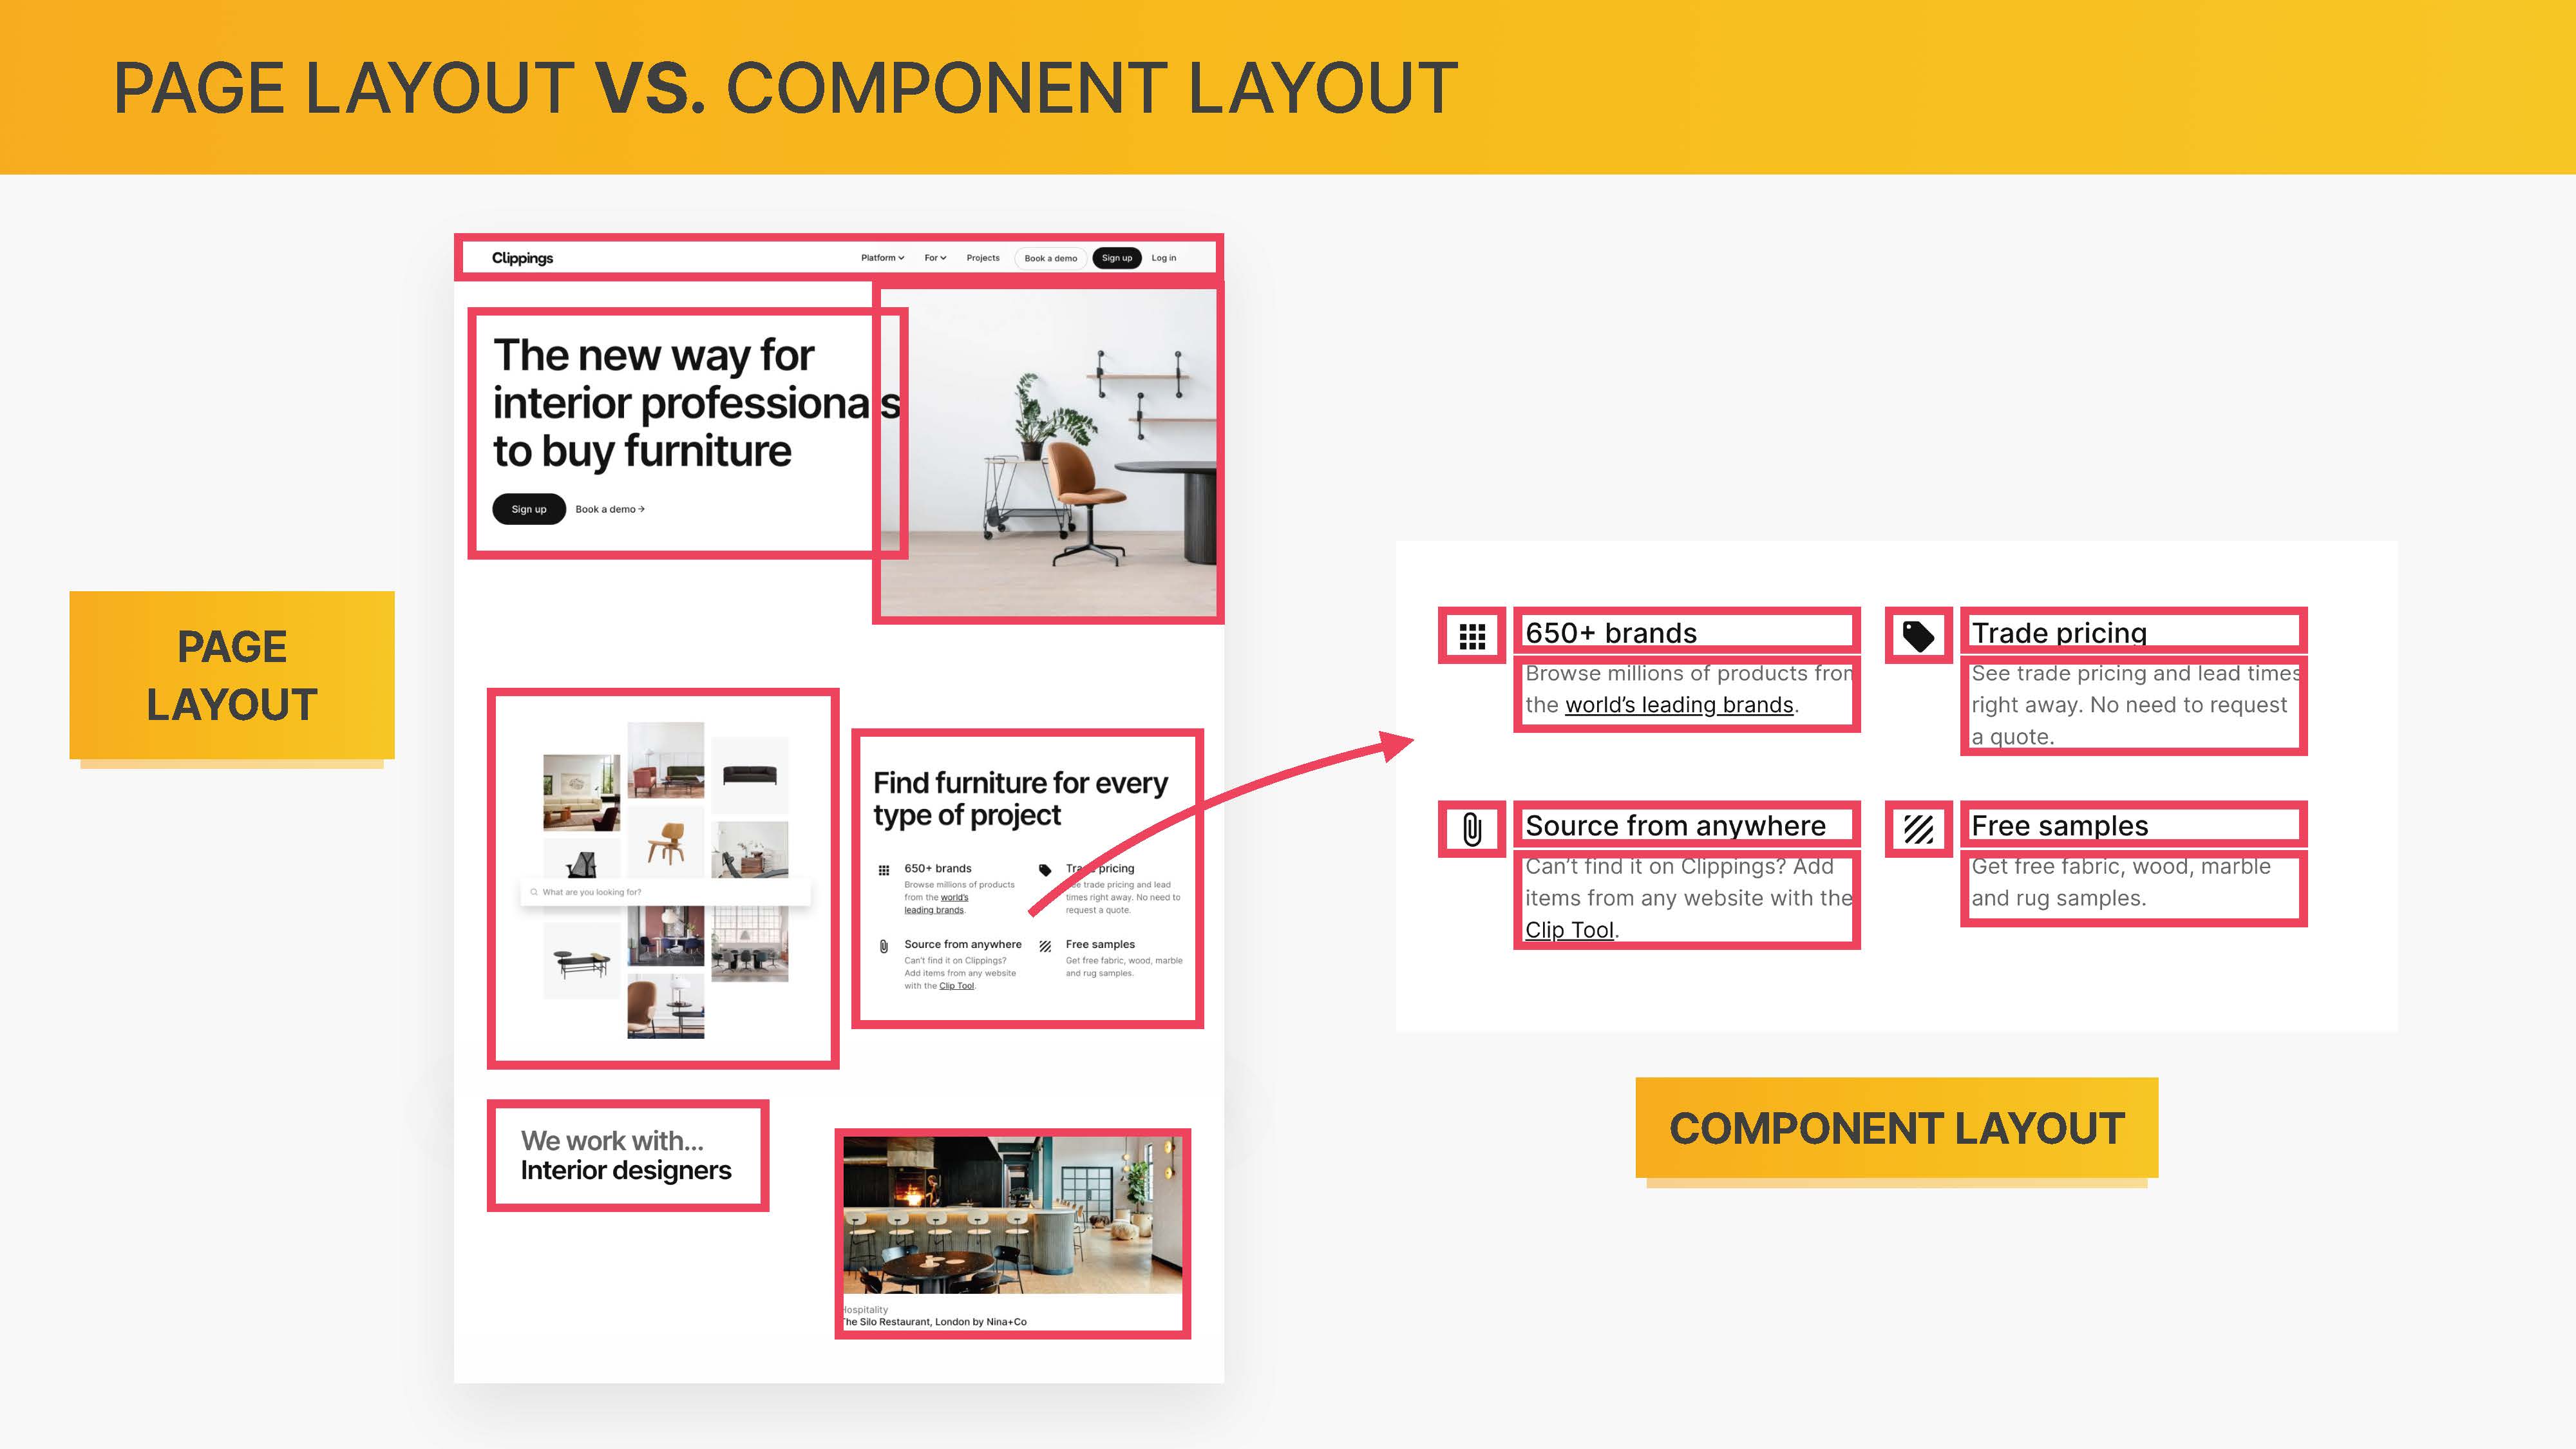 PAGE LAYOUT VS. COMPONENT LAYOUT
Clippings
Platform
For
Projects
Book a demo
Sign up
Log in
The new way for
interior professionals
to buy furniture
Sign up
Book a demo →
PAGE
LAYOUT
What are you looking for?
Find furniture for every
type of project
650+ brands
Browse millions of products
from the world's
leading brands.
Trade pricing
See trade pricing and lead
times right away. No need to
request a quote.
Source from anywhere
Can't find it on Clippings?
Add items from any website
with the Clip Tool.
Free samples
Get free fabric, wood, marble
and rug samples.
We work with...
Interior designers
Hospitality
The Silo Restaurant, London by Nina+Co
650+ brands
Browse millions of products from
the world's leading brands.
Trade pricing
See trade pricing and lead times
right away. No need to request
a quote.
Source from anywhere
Can't find it on Clippings? Add
items from any website with the
Clip Tool.
Free samples
Get free fabric, wood, marble
and rug samples.
COMPONENT LAYOUT